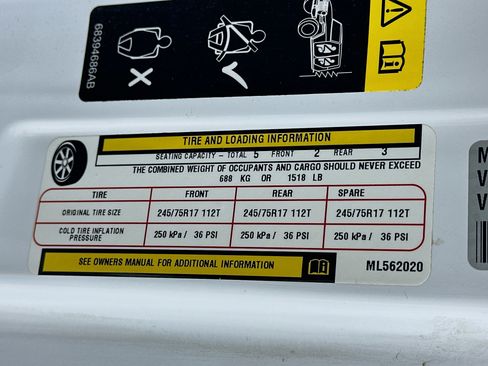 68394686AB
TIRE AND LOADING INFORMATION
SEATING CAPACITY - TOTAL 5 FRONT 2 REAR 3
THE COMBINED WEIGHT OF OCCUPANTS AND CARGO SHOULD NEVER EXCEED
688 KG OR 1518 LB
TIRE FRONT REAR SPARE
ORIGINAL TIRE SIZE 245/75R17 112T 245/75R17 112T 245/75R17 112T
COLD TIRE INFLATION PRESSURE 250 kPa / 36 PSI 250 kPa / 36 PSI 250 kPa / 36 PSI
SEE OWNERS MANUAL FOR ADDITIONAL INFORMATION
ML562020
M
V
V